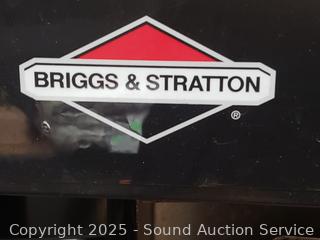 BRIGGS & STRATTON
®
Copyright 2025 - Sound Auction Service